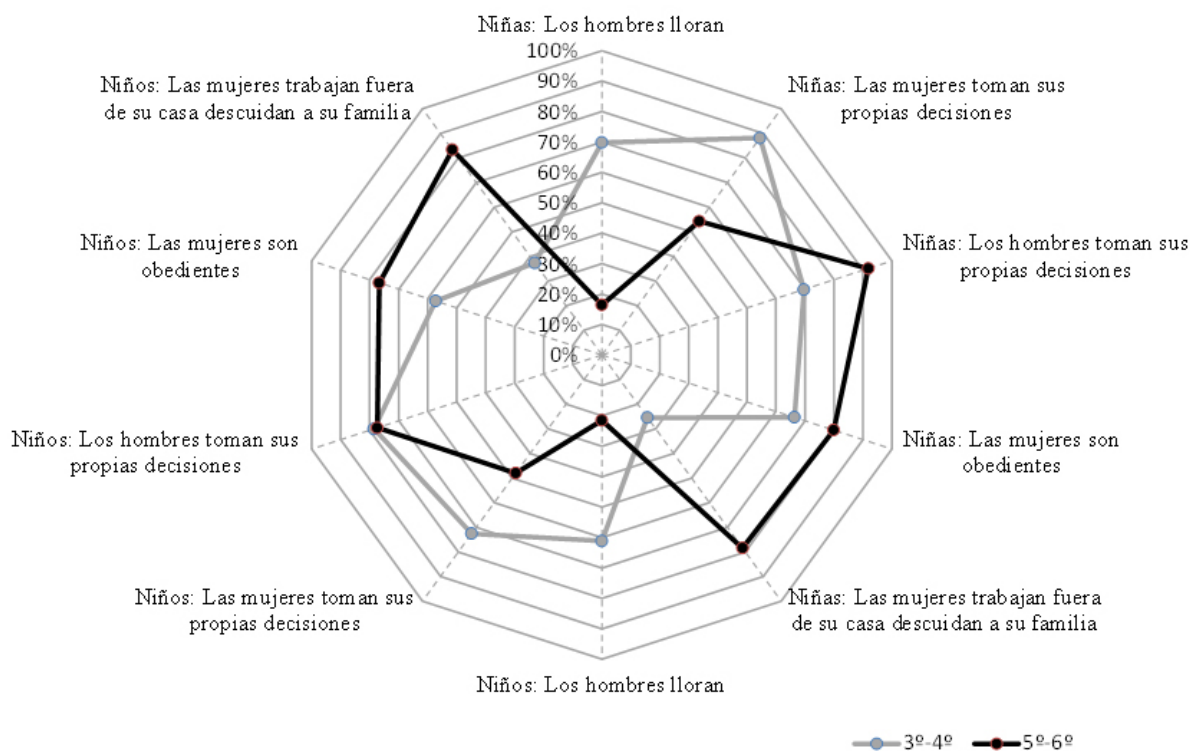 Niñas: Los hombres lloran
100%
90%
80%
70%
60%
50%
40%
30%
20%
10%
0%
Niñas: Las mujeres toman sus
propias decisiones
Niñas: Los hombres toman sus
propias decisiones
Niñas: Las mujeres son
obedientes
Niñas: Las mujeres trabajan fuera
de su casa descuidan a su familia
Niños: Los hombres lloran
Niños: Las mujeres toman sus
propias decisiones
Niños: Los hombres toman sus
propias decisiones
Niños: Las mujeres son
obedientes
Niños: Las mujeres trabajan fuera
de su casa descuidan a su familia
3º-4º
5º-6º